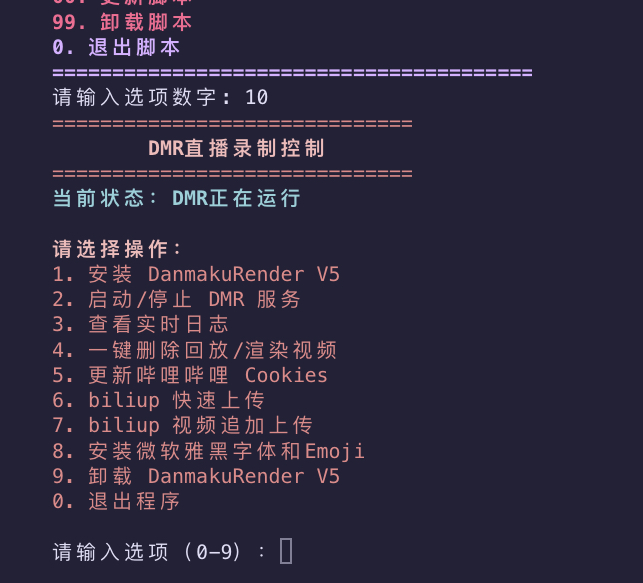 99. 卸载脚本
0. 退出脚本
========================================
请输入选项数字: 10
==============================
DMR直播录制控制
==============================
当前状态: DMR正在运行
请选择操作:
1. 安装 DanmakuRender V5
2. 启动/停止 DMR 服务
3. 查看实时日志
4. 一键删除回放/渲染视频
5. 更新哔哩哔哩 Cookies
6. biliup 快速上传
7. biliup 视频追加上传
8. 安装微软雅黑字体和Emoji
9. 卸载 DanmakuRender V5
0. 退出程序
请输入选项 (0-9) :